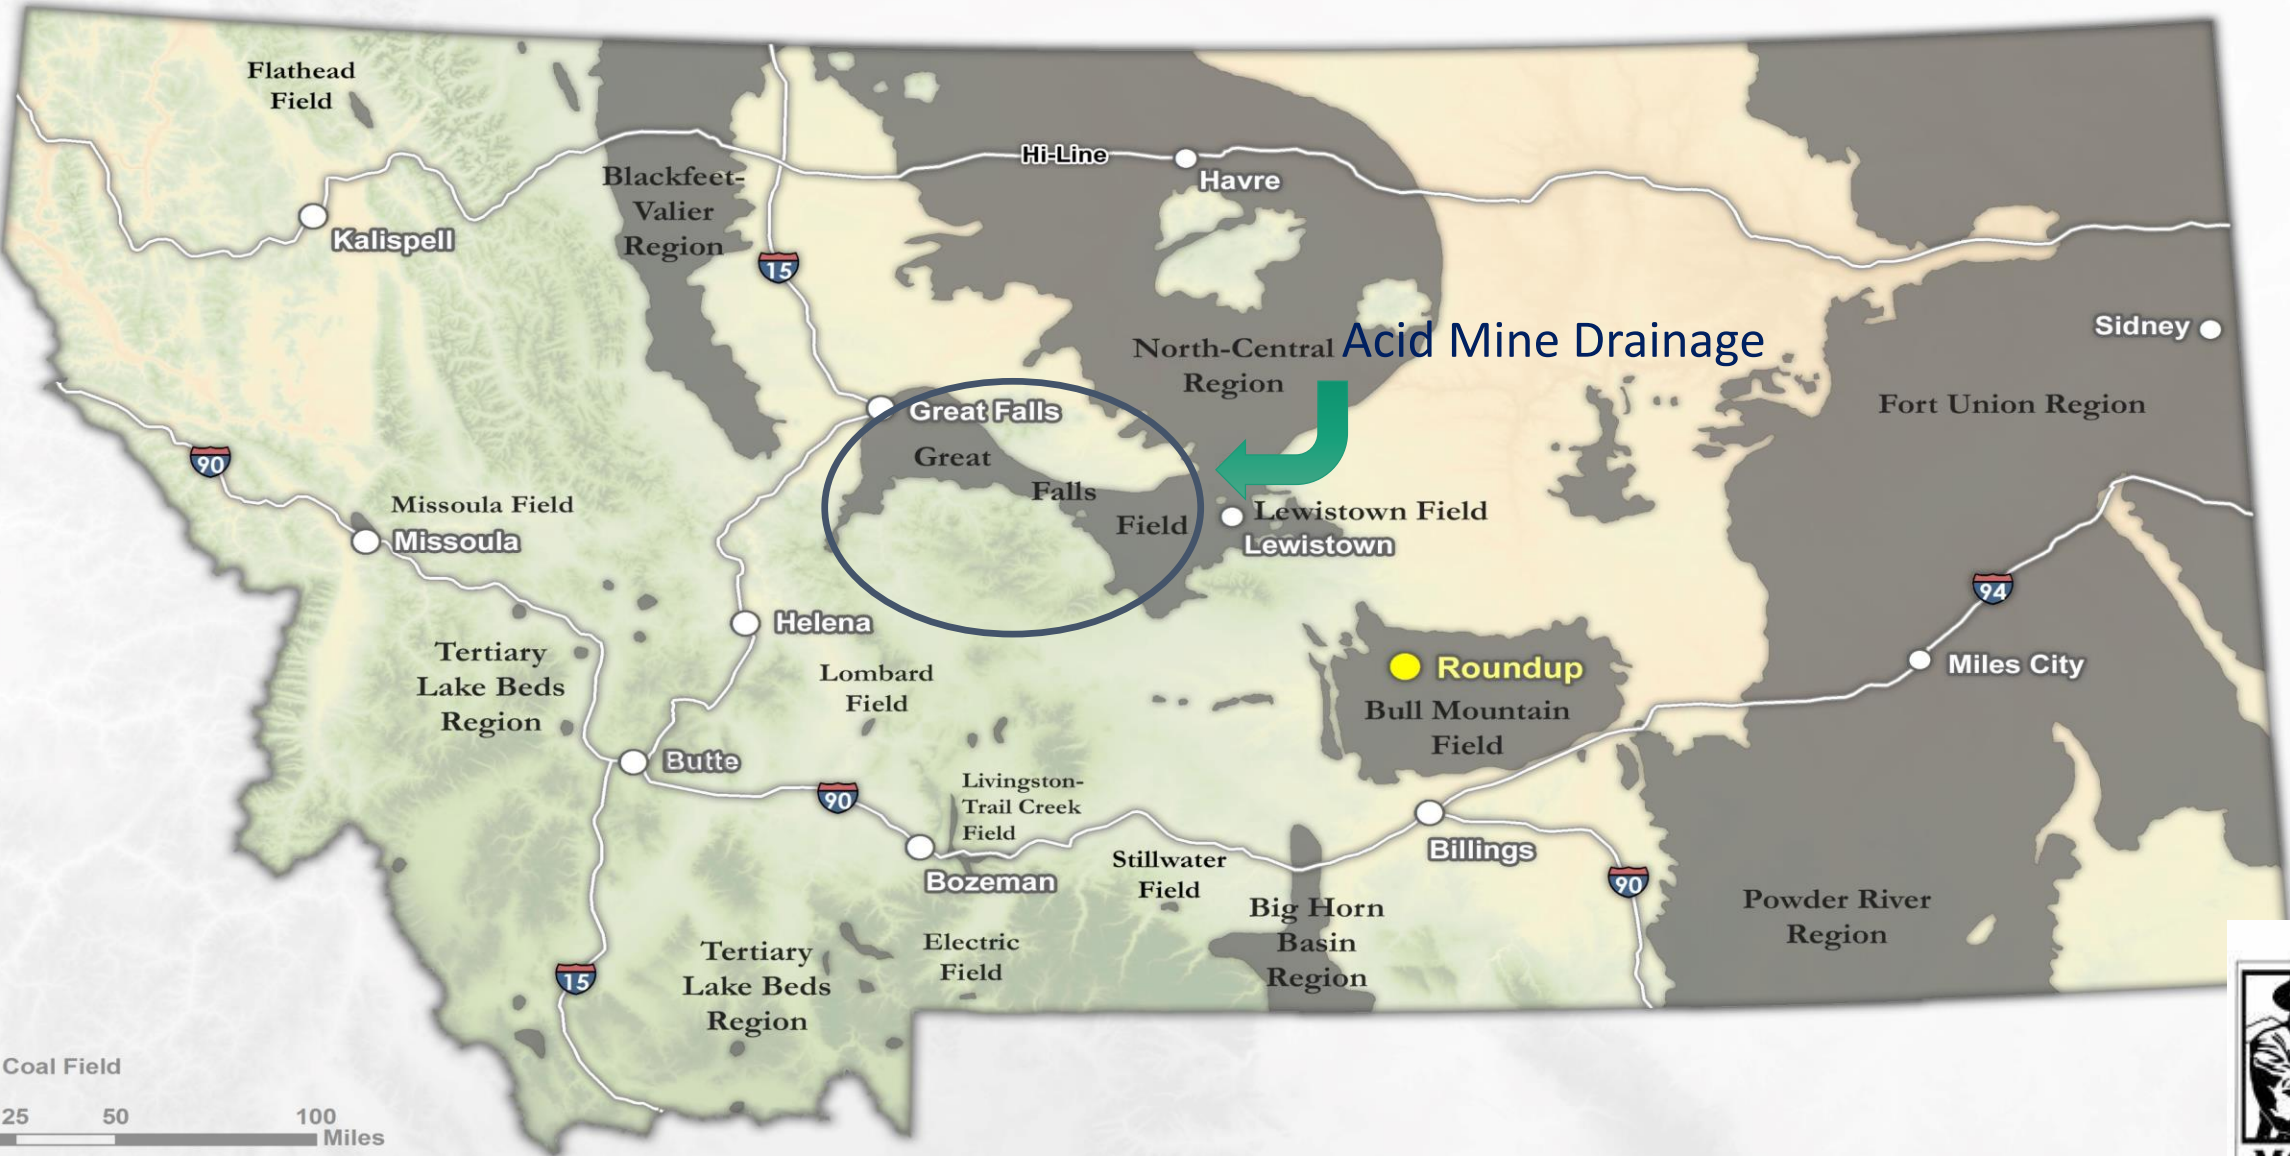 Flathead
Field
Hi-Line
Havre
Blackfeet-
Valier
Region
Kalispell
15
Sidney
North-Central
Region
Acid Mine Drainage
Fort Union Region
Great Falls
Great
Falls
Field
90
Missoula Field
Missoula
Lewistown Field
Lewistown
94
Helena
Tertiary
Lake Beds
Region
Lombard
Field
Roundup
Bull Mountain
Field
Miles City
Butte
90
Livingston-
Trail Creek
Field
Bozeman
Stillwater
Field
Billings
90
Big Horn
Basin
Region
Powder River
Region
Electric
Field
Tertiary
Lake Beds
Region
15
Coal Field
25 50 100
Miles